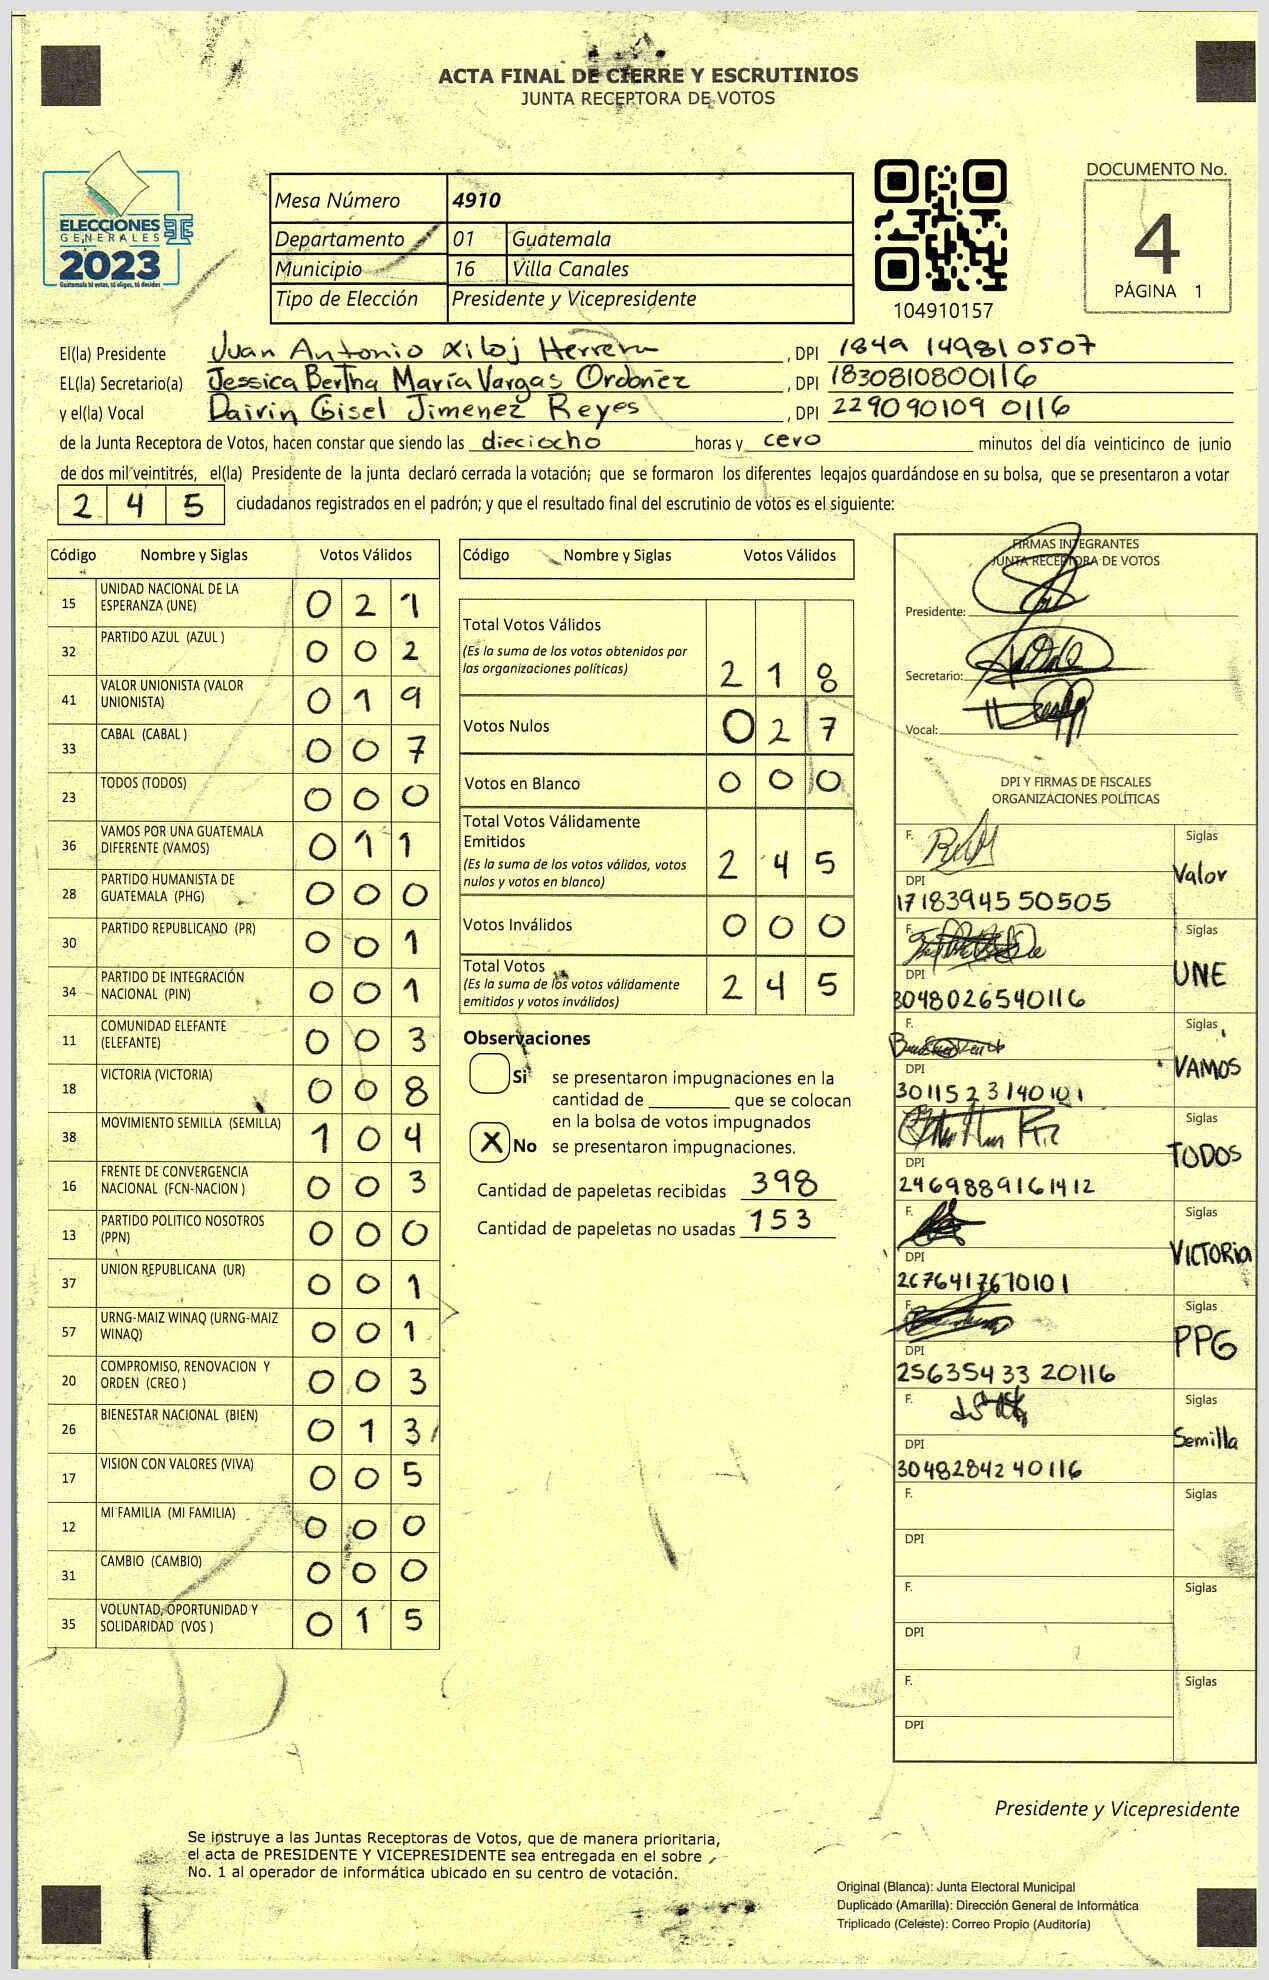 ACTA FINAL DE CIERRE Y ESCRUTINIOS
JUNTA RECEPTORA DE VOTOS
ELECCIONES
GENERALES
2023
Guatemala tú votas, tú eliges, tú decides
Mesa Número 4910
Departamento 01 Guatemala
Municipio 16 Villa Canales
Tipo de Elección Presidente y Vicepresidente
104910157
DOCUMENTO No.
4
PÁGINA 1
El(la) Presidente Juan Antonio Xiloj Herrera, DPI 1849 149810507
EL(la) Secretario(a) Jessica Bertha María Vargas Ordoñez, DPI 1830810800116
y el(la) Vocal Dairin Gisel Jimenez Reyes, DPI 229090109 0116
de la Junta Receptora de Votos, hacen constar que siendo las dieciocho horas y cero minutos del día veinticinco de junio
de dos mil veintitrés, el(la) Presidente de la junta declaró cerrada la votación; que se formaron los diferentes legajos guardándose en su bolsa, que se presentaron a votar
2 4 5 ciudadanos registrados en el padrón; y que el resultado final del escrutinio de votos es el siguiente:
Código Nombre y Siglas Votos Válidos
15 UNIDAD NACIONAL DE LA ESPERANZA (UNE) 0 2 1
32 PARTIDO AZUL (AZUL ) 0 0 2
41 VALOR UNIONISTA (VALOR UNIONISTA) 0 1 9
33 CABAL (CABAL ) 0 0 7
23 TODOS (TODOS) 0 0 0
36 VAMOS POR UNA GUATEMALA DIFERENTE (VAMOS) 0 1 1
28 PARTIDO HUMANISTA DE GUATEMALA (PHG) 0 0 0
30 PARTIDO REPUBLICANO (PR) 0 0 1
34 PARTIDO DE INTEGRACIÓN NACIONAL (PIN) 0 0 1
11 COMUNIDAD ELEFANTE (ELEFANTE) 0 0 3
18 VICTORIA (VICTORIA) 0 0 8
38 MOVIMIENTO SEMILLA (SEMILLA) 1 0 4
16 FRENTE DE CONVERGENCIA NACIONAL (FCN-NACION ) 0 0 3
13 PARTIDO POLITICO NOSOTROS (PPN) 0 0 0
37 UNION REPUBLICANA (UR) 0 0 1
57 URNG-MAIZ WINAQ (URNG-MAIZ WINAQ) 0 0 1
20 COMPROMISO, RENOVACION Y ORDEN (CREO ) 0 0 3
26 BIENESTAR NACIONAL (BIEN) 0 1 3
17 VISION CON VALORES (VIVA) 0 0 5
12 MI FAMILIA (MI FAMILIA) 0 0 0
31 CAMBIO (CAMBIO) 0 0 0
35 VOLUNTAD, OPORTUNIDAD Y SOLIDARIDAD (VOS ) 0 1 5
Código Nombre y Siglas Votos Válidos
Total Votos Válidos
(Es la suma de los votos obtenidos por
las organizaciones políticas) 2 1 8
Votos Nulos 0 2 7
Votos en Blanco 0 0 0
Total Votos Válidamente
Emitidos
(Es la suma de los votos válidos, votos
nulos y votos en blanco) 2 4 5
Votos Inválidos 0 0 0
Total Votos
(Es la suma de los votos válidamente
emitidos y votos inválidos) 2 4 5
Observaciones
Si se presentaron impugnaciones en la
cantidad de ________ que se colocan
en la bolsa de votos impugnados
X No se presentaron impugnaciones.
Cantidad de papeletas recibidas 398
Cantidad de papeletas no usadas 153
FIRMAS INTEGRANTES
JUNTA RECEPTORA DE VOTOS
Presidente:
Secretario:
Vocal:
DPI Y FIRMAS DE FISCALES
ORGANIZACIONES POLÍTICAS
F. Siglas
Valor
DPI
1718394550505
F. Siglas
UNE
DPI
3048026540116
F. Siglas
VAMOS
DPI
3011523140101
F. Siglas
TODOS
DPI
2469889161412
F. Siglas
VICTORIA
DPI
2676417670101
F. Siglas
PPG
DPI
2563543320116
F. Siglas
Semilla
DPI
3048284240116
F. Siglas
DPI
F. Siglas
DPI
F. Siglas
DPI
Presidente y Vicepresidente
Se instruye a las Juntas Receptoras de Votos, que de manera prioritaria,
el acta de PRESIDENTE Y VICEPRESIDENTE sea entregada en el sobre
No. 1 al operador de informática ubicado en su centro de votación.
Original (Blanca): Junta Electoral Municipal
Duplicado (Amarilla): Dirección General de Informática
Triplicado (Celeste): Correo Propio (Auditoría)